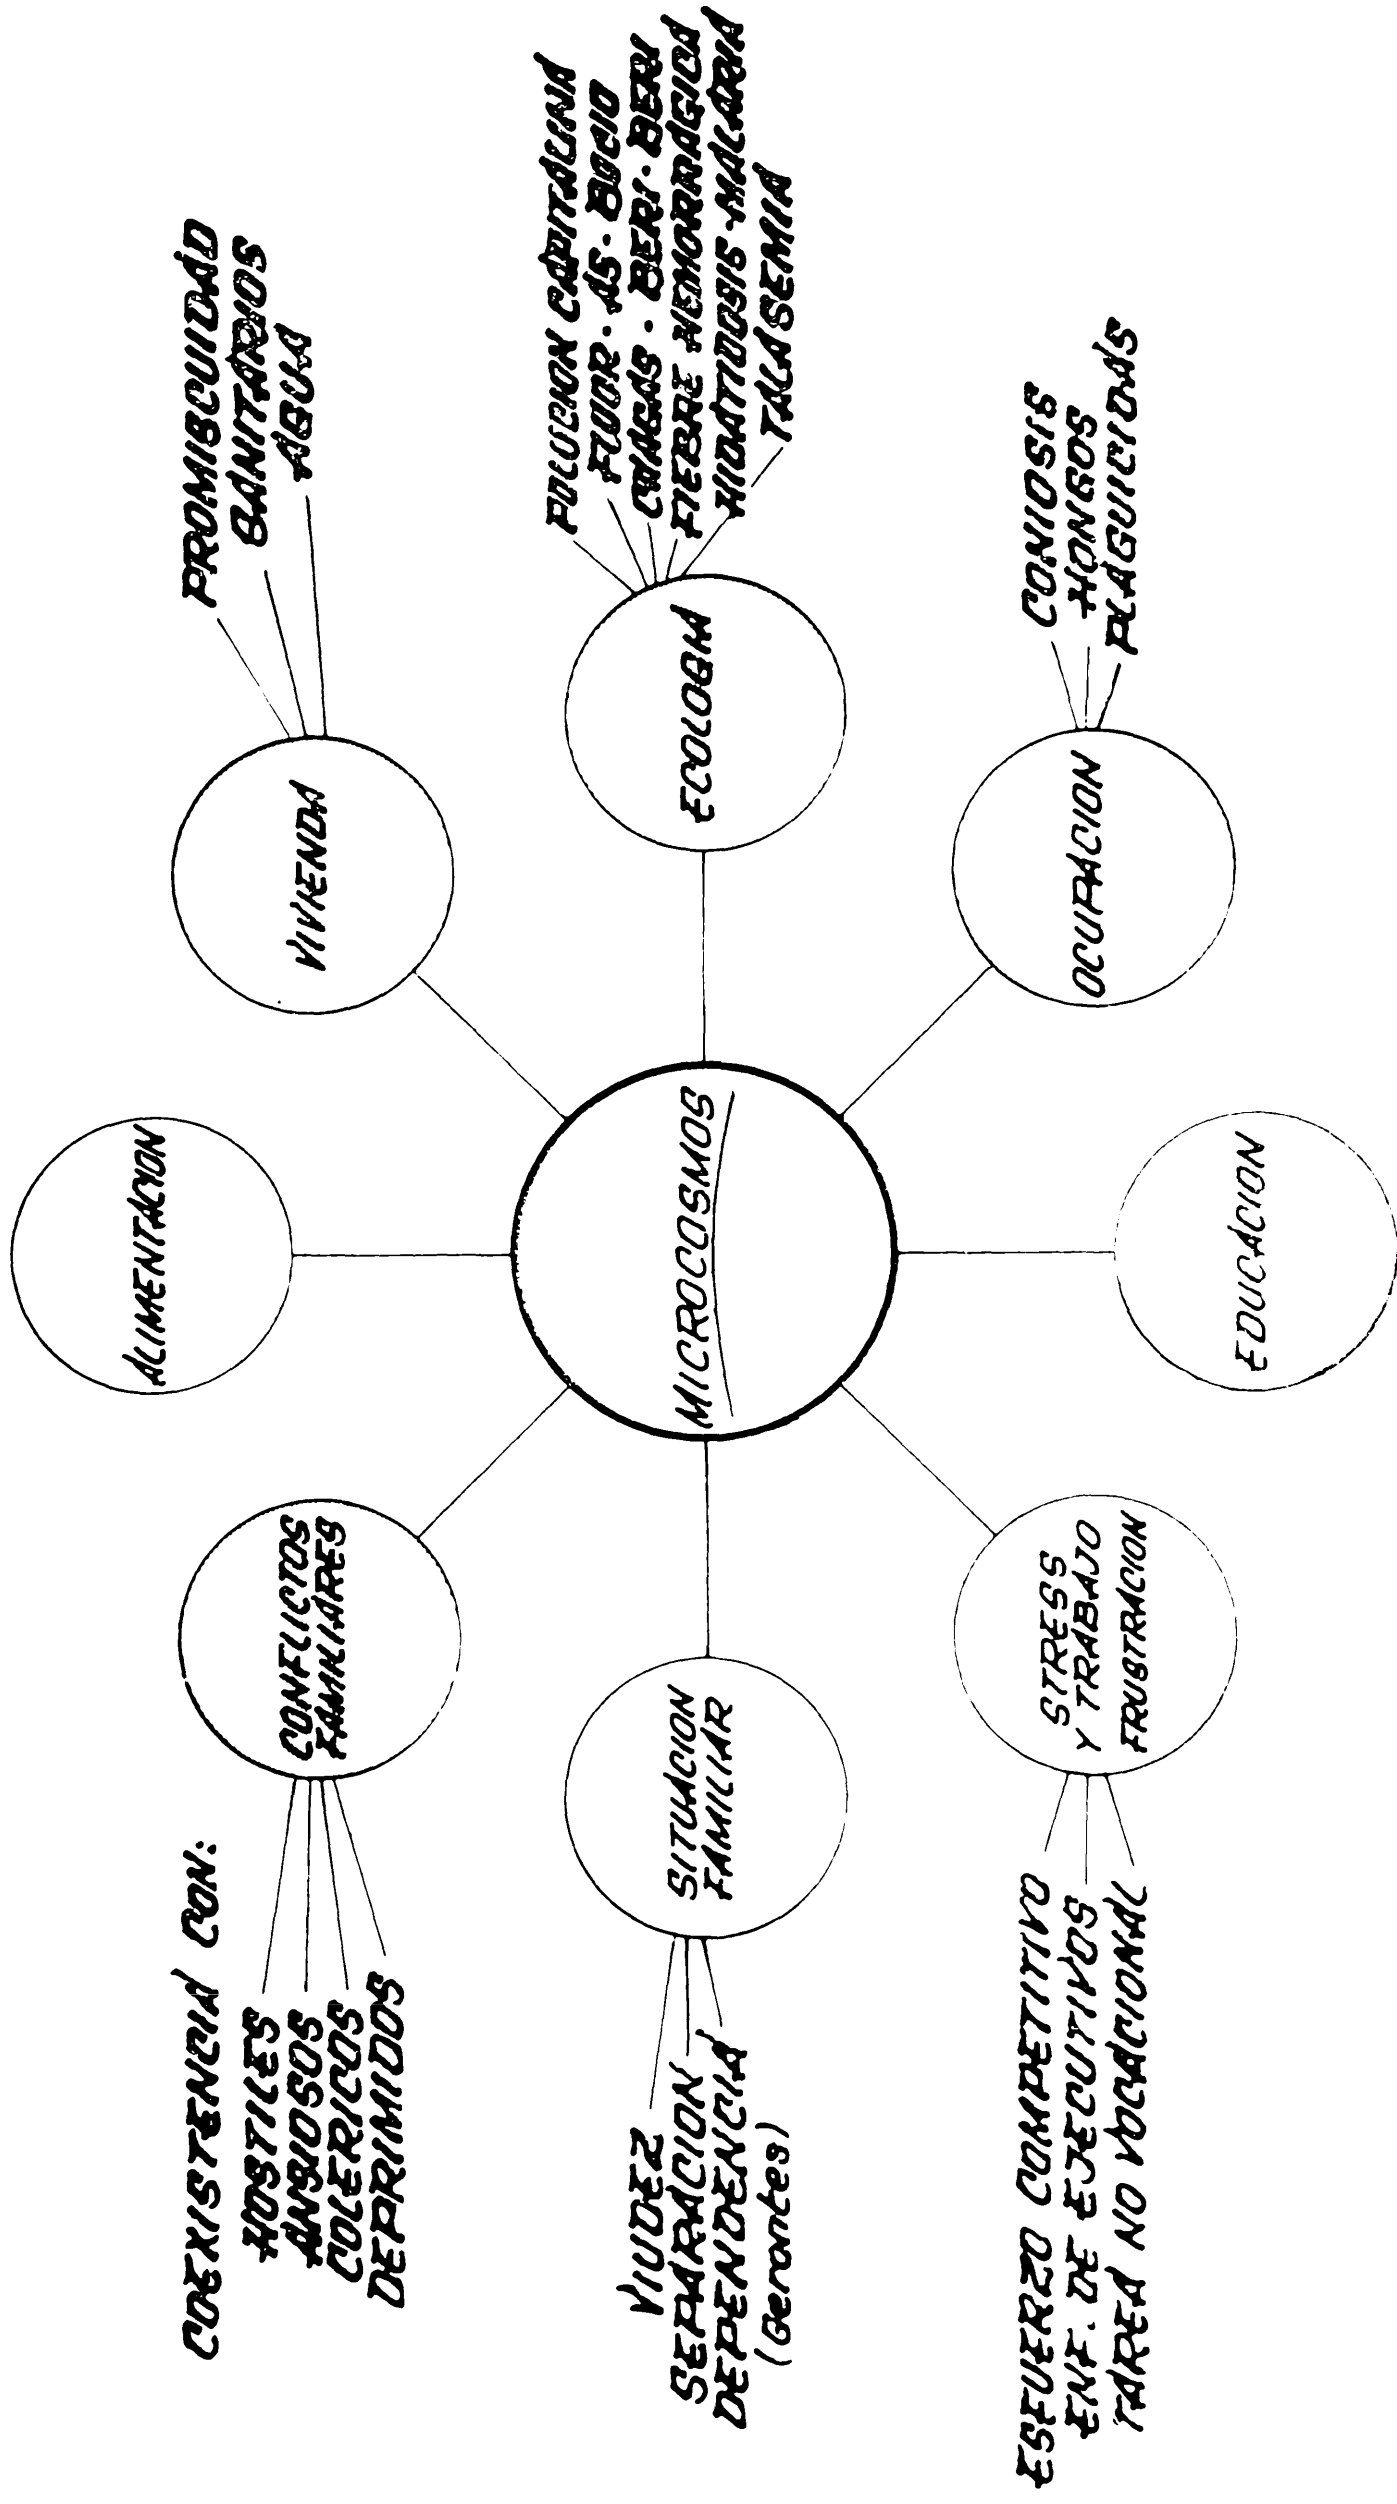 ALIMENTACION
COEXISTENCIA CON:
HOSTILES
ANSIOSOS
COLERICOS
DEPRIMIDOS
CONFLICTOS
FAMILIARES
VIVIENDA
PROMISCUIDAD
SANITARIOS
AGUA
VIUDEZ
SEPARACION
DEPENDENCIA
(Gerontes)
SITUACION
FAMILIAR
MICROCOSMOS
ECOLOGIA
POLUCION CAPITALINA
FLUOR: AS: BOCIO
CHAGAS: BERI-BERI
FIEBRE HEMORRAGICA
HIDATIDOSIS-MALARIA
TALASEMIA
ESFUERZO COMPETITIVO
ENF. DE EJECUTIVOS
TAREA NO VOCACIONAL
STRESS
Y TRABAJO
FRUSTRACION
OCUPACION
CONIOSIS
HONGOS
PLAGUICIDAS
EDUCACION